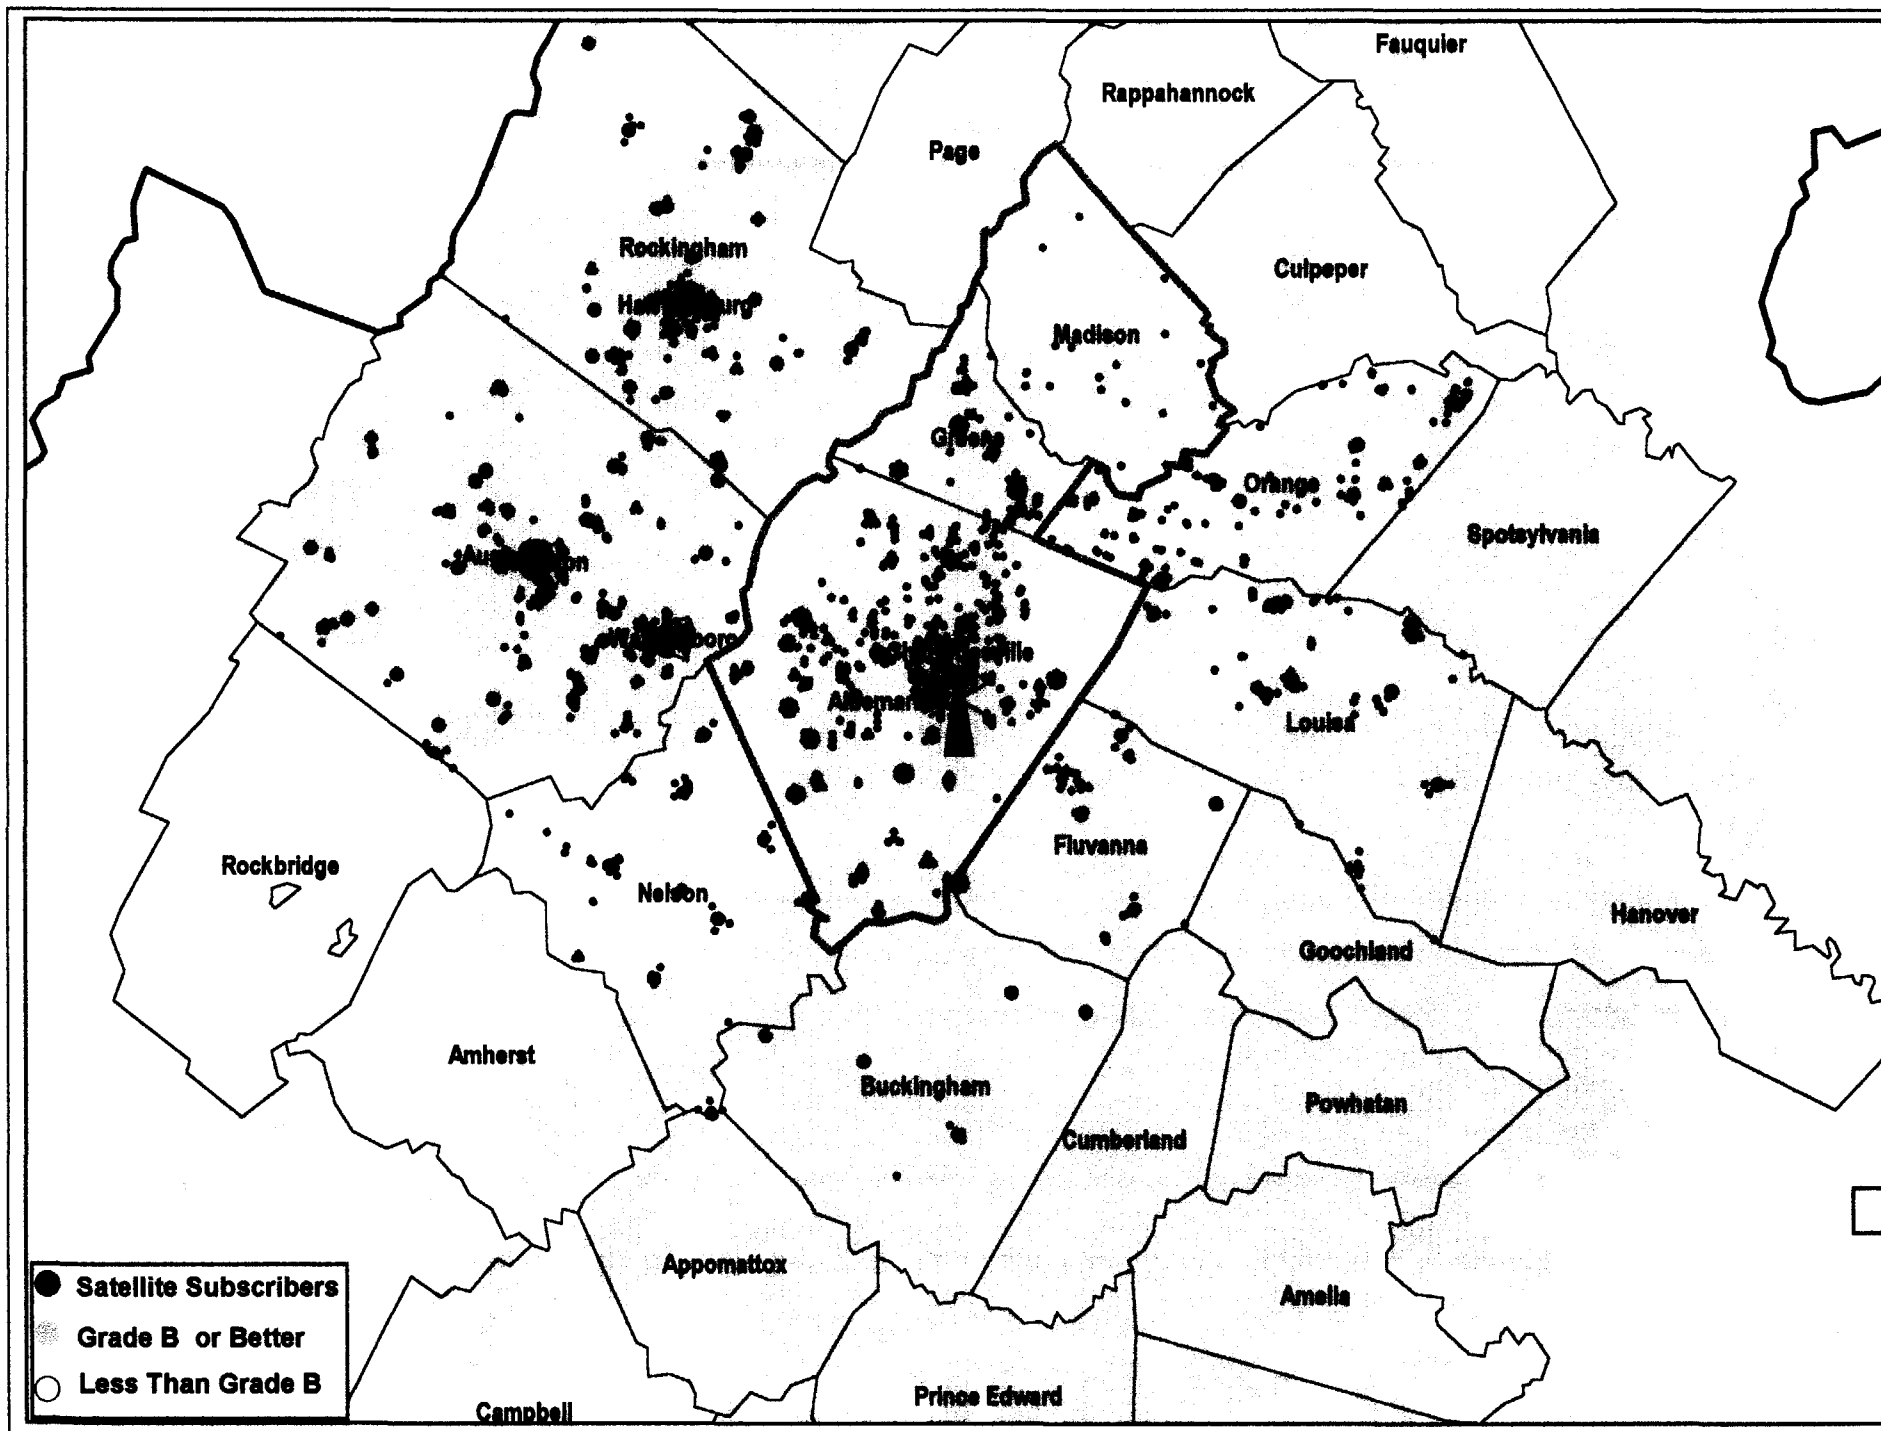 Fauquier
Rappahannock
Page
Rockingham
Culpeper
Madison
Greene
Orange
Spotsylvania
Louisa
Fluvanna
Rockbridge
Nelson
Hanover
Goochland
Amherst
Buckingham
Powhatan
Cumberland
Appomattox
Amelia
Prince Edward
Campbell
Satellite Subscribers
Grade B or Better
Less Than Grade B